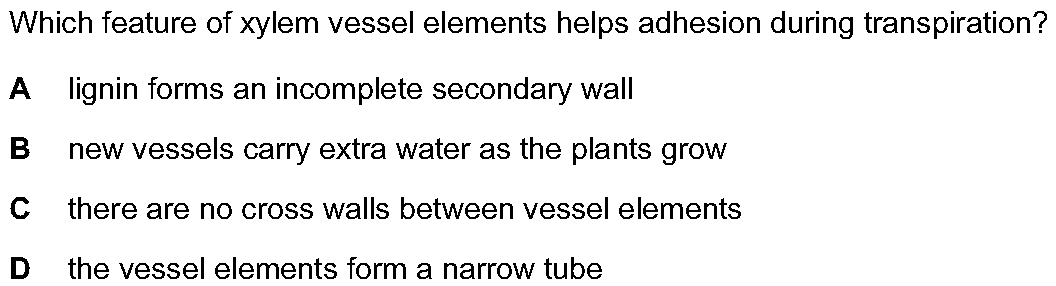 Which feature of xylem vessel elements helps adhesion during transpiration?
A lignin forms an incomplete secondary wall
B new vessels carry extra water as the plants grow
C there are no cross walls between vessel elements
D the vessel elements form a narrow tube